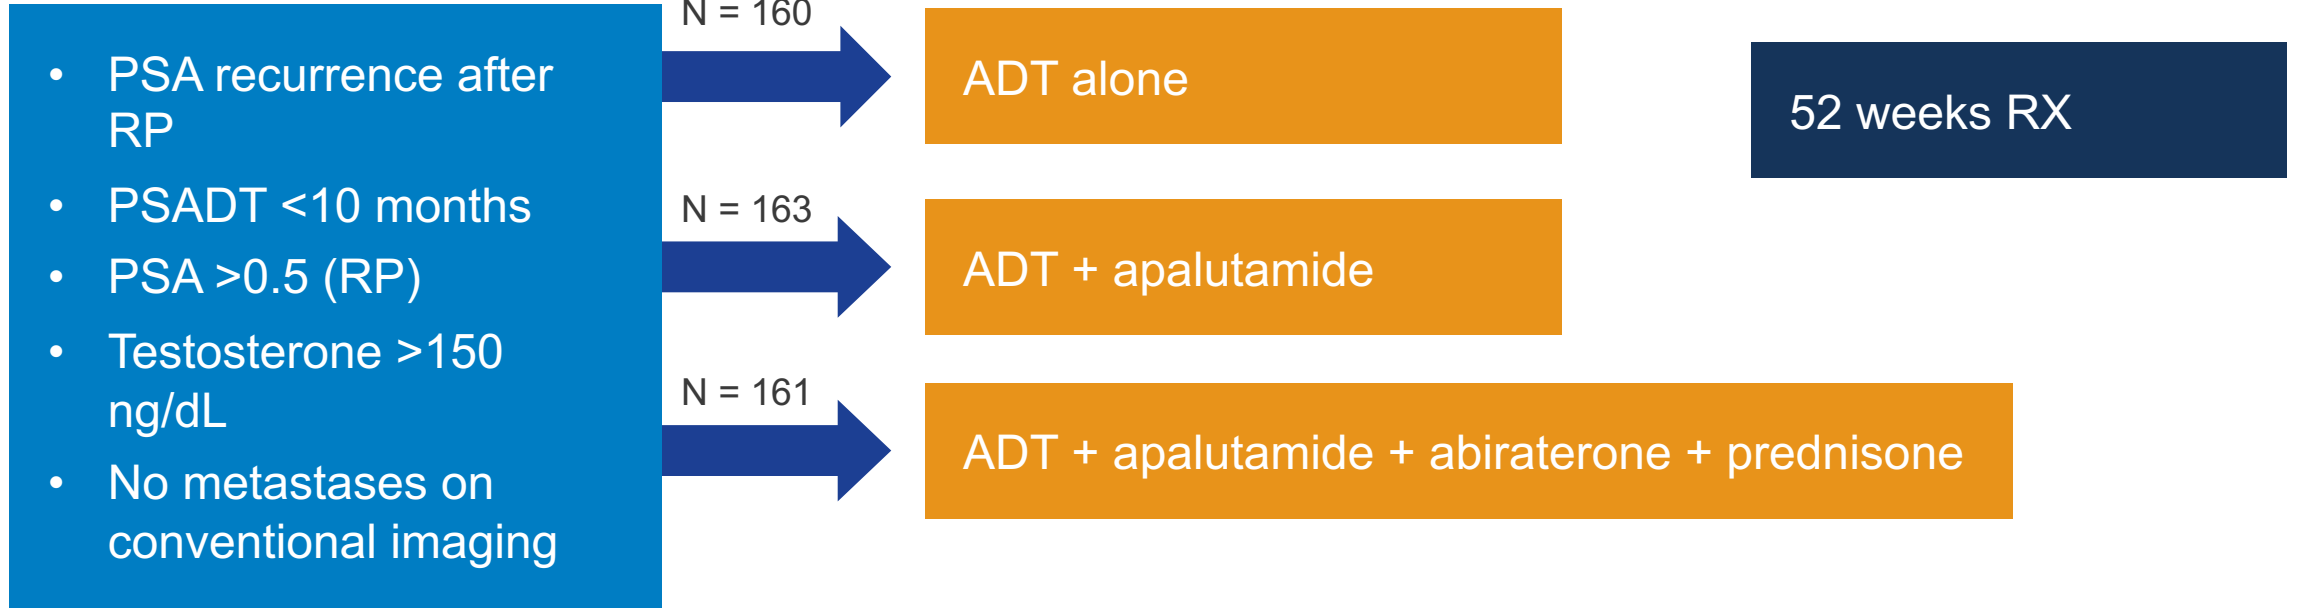 • PSA recurrence after
RP
• PSADT <10 months
• PSA >0.5 (RP)
• Testosterone >150
ng/dL
• No metastases on
conventional imaging
N = 160
ADT alone
N = 163
ADT + apalutamide
N = 161
ADT + apalutamide + abiraterone + prednisone
52 weeks RX